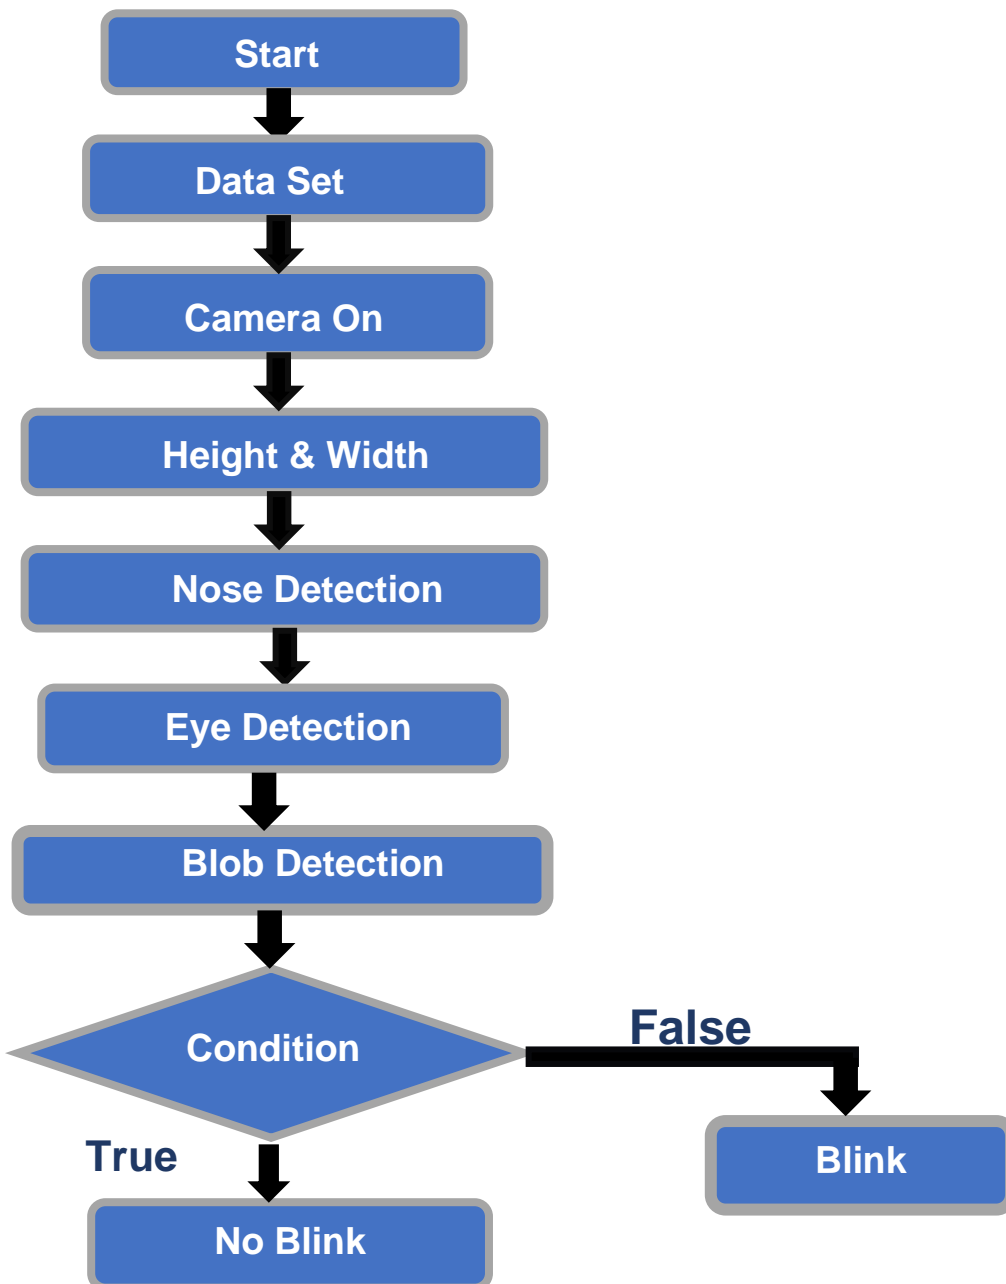 Start
Data Set
Camera On
Height & Width
Nose Detection
Eye Detection
Blob Detection
Condition
False
True
Blink
No Blink